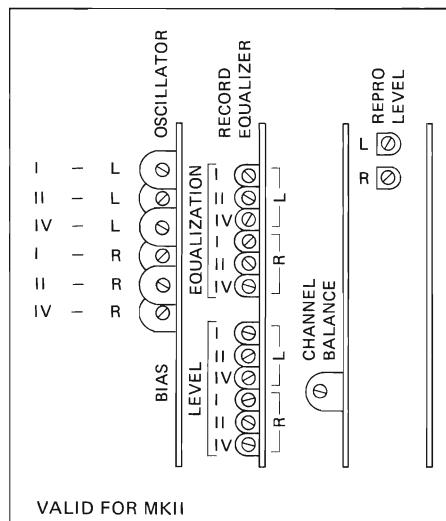 OSCILLATOR
RECORD
EQUALIZER
REPRO
LEVEL
L
R
I – L
II – L
IV – L
I – R
II – R
IV – R
BIAS
EQUALIZATION
I
II
IV
L
I
II
IV
R
LEVEL
I
II
IV
L
I
II
IV
R
CHANNEL
BALANCE
VALID FOR MKII